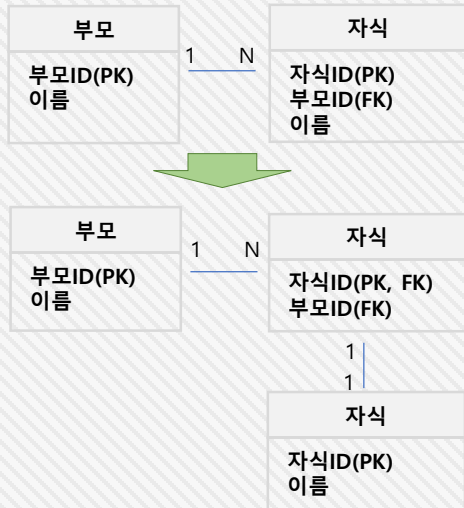 부모
부모ID(PK)
이름
1 N
자식
자식ID(PK)
부모ID(FK)
이름
부모
부모ID(PK)
이름
1 N
자식
자식ID(PK, FK)
부모ID(FK)
1
1
자식
자식ID(PK)
이름